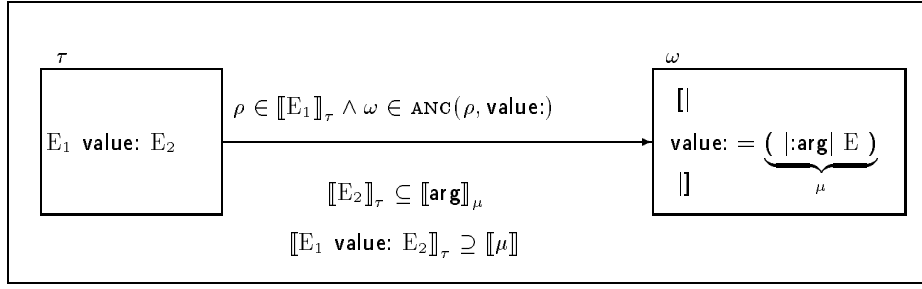 τ
ω
ρ ∈ ⟦E₁⟧τ ∧ ω ∈ ANC(ρ, value:)
[|
E₁ value: E₂
value: = ( |:arg| E )
μ
|]
⟦E₂⟧τ ⊆ ⟦arg⟧μ
⟦E₁ value: E₂⟧τ ⊇ ⟦μ⟧